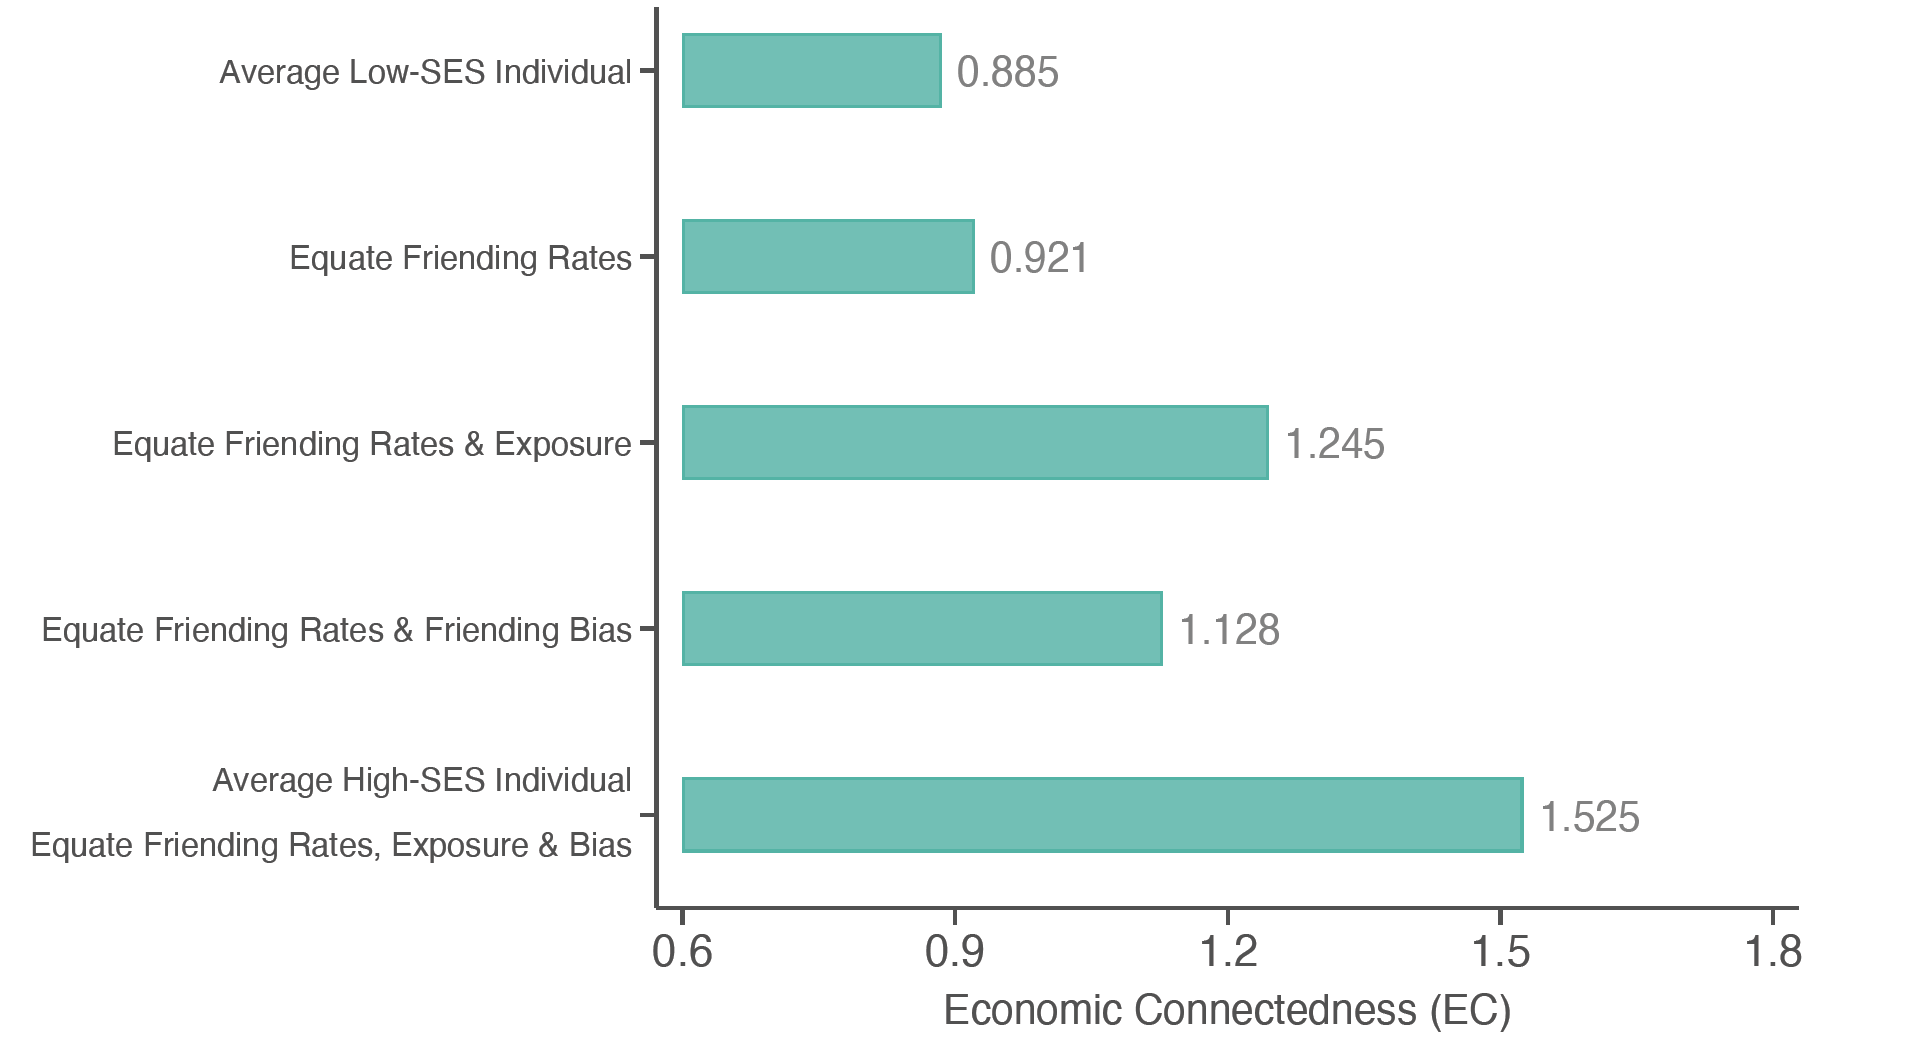 Average Low-SES Individual
0.885
Equate Friending Rates
0.921
Equate Friending Rates & Exposure
1.245
Equate Friending Rates & Friending Bias
1.128
Average High-SES Individual
Equate Friending Rates, Exposure & Bias
1.525
0.6 0.9 1.2 1.5 1.8
Economic Connectedness (EC)